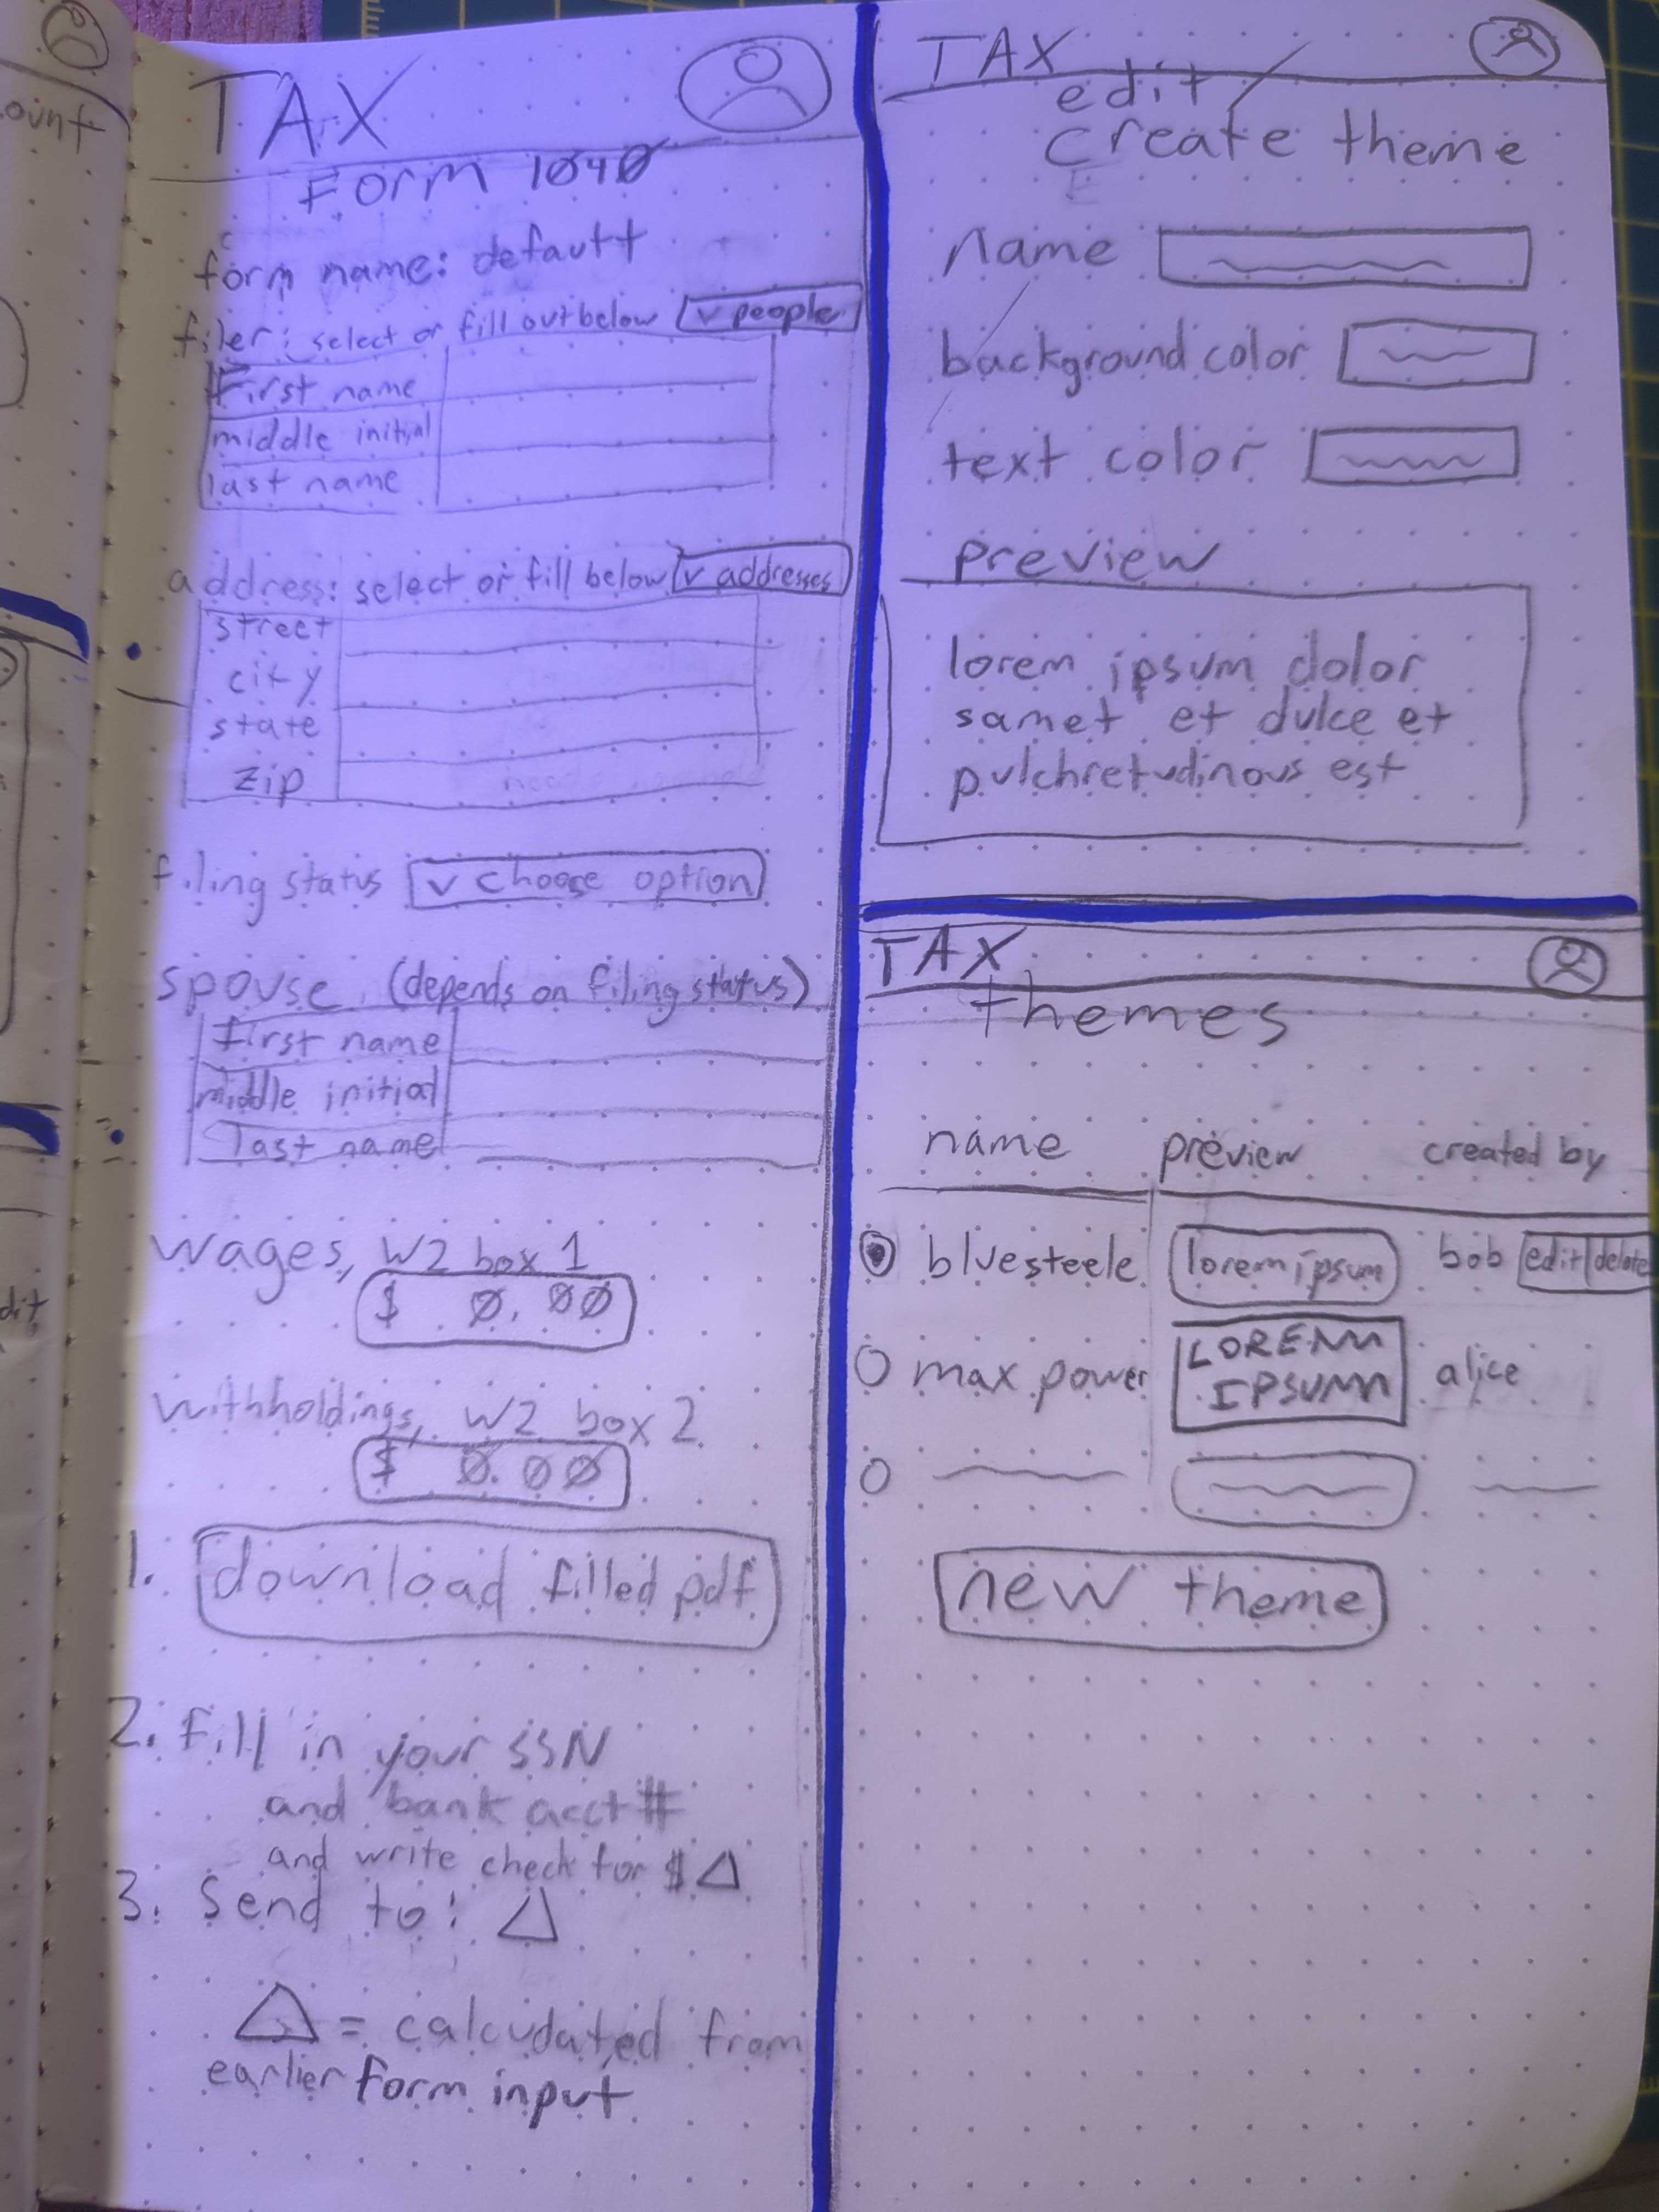 ount
dit
TAX
Form 1040
form name: default
filer: select or fill out below v people
First name
middle initial
last name
address: select or fill below v addresses
street
city
state
zip
filing status v choose option
spouse (depends on filing status)
first name
middle initial
last name
wages, W2 box 1
$ 0.00
withholdings, W2 box 2
$ 0.00
1. download filled pdf
2. fill in your SSN
and bank acct #
and write check for $ △
3. Send to: △
△ = calculated from
earlier form input
TAX
edit /
create theme
name
background color
text color
preview
lorem ipsum dolor
samet et dulce et
pulchretudinous est
TAX
themes
name preview created by
bluesteele lorem ipsum bob edit delete
max power LOREM IPSUM alice
new theme